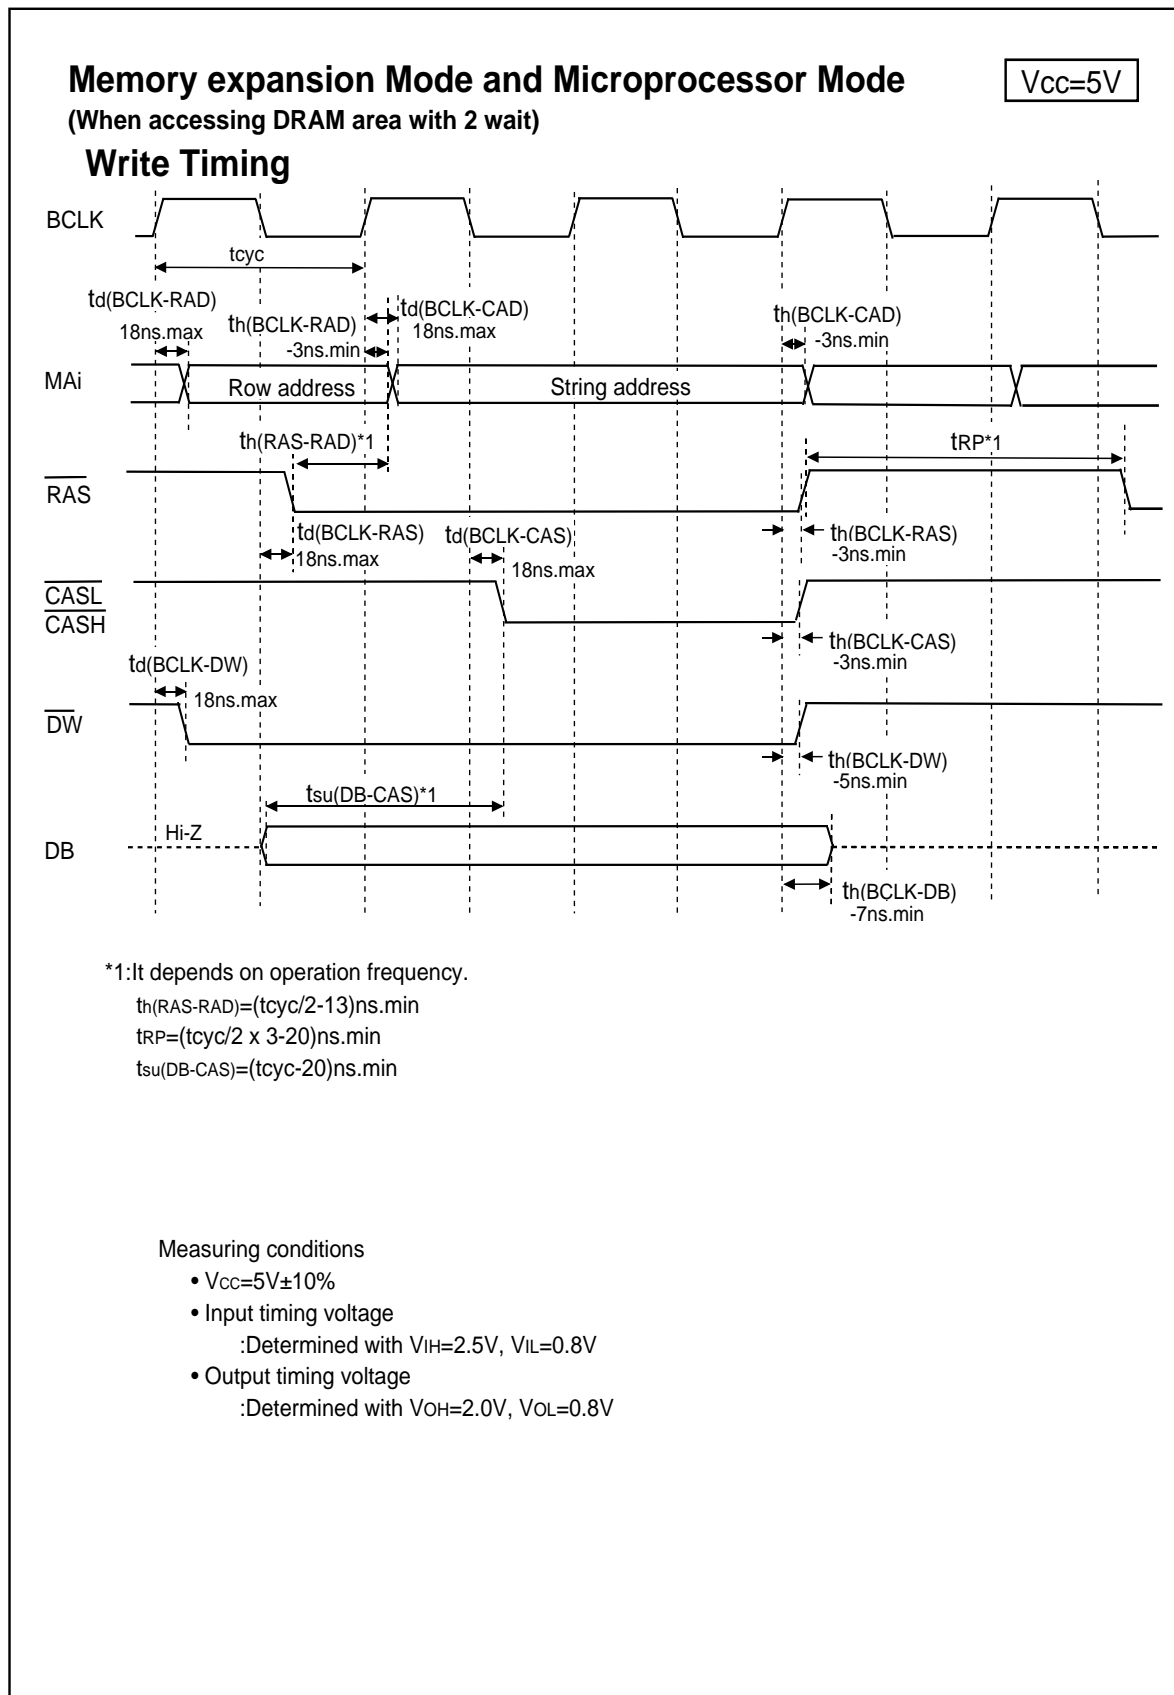 Memory expansion Mode and Microprocessor Mode
Vcc=5V
(When accessing DRAM area with 2 wait)
Write Timing
BCLK
tcyc
td(BCLK-RAD)
18ns.max
th(BCLK-RAD)
-3ns.min
td(BCLK-CAD)
18ns.max
th(BCLK-CAD)
-3ns.min
MAi
Row address
String address
th(RAS-RAD)*1
tRP*1
RAS
td(BCLK-RAS)
18ns.max
td(BCLK-CAS)
18ns.max
th(BCLK-RAS)
-3ns.min
CASL
CASH
th(BCLK-CAS)
-3ns.min
td(BCLK-DW)
18ns.max
DW
th(BCLK-DW)
-5ns.min
tsu(DB-CAS)*1
Hi-Z
DB
th(BCLK-DB)
-7ns.min
*1:It depends on operation frequency.
th(RAS-RAD)=(tcyc/2-13)ns.min
tRP=(tcyc/2 x 3-20)ns.min
tsu(DB-CAS)=(tcyc-20)ns.min
Measuring conditions
• VCC=5V±10%
• Input timing voltage
:Determined with VIH=2.5V, VIL=0.8V
• Output timing voltage
:Determined with VOH=2.0V, VOL=0.8V